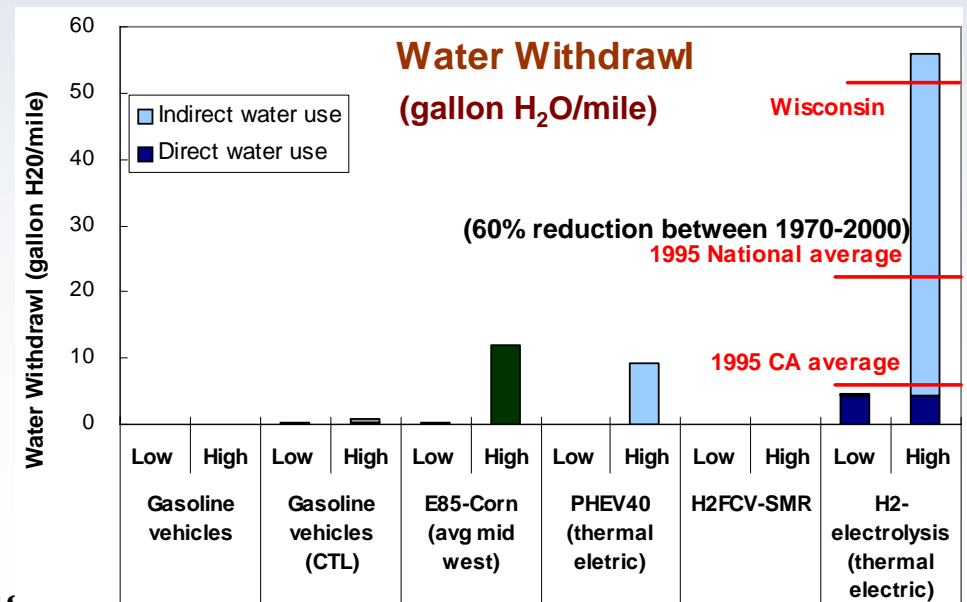 Water Withdrawl
(gallon H₂O/mile)
Water Withdrawl (gallon H20/mile)
60
50
40
30
20
10
0
Indirect water use
Direct water use
Wisconsin
(60% reduction between 1970-2000)
1995 National average
1995 CA average
Low High Low High Low High Low High Low High Low High
Gasoline
vehicles
Gasoline
vehicles
(CTL)
E85-Corn
(avg mid
west)
PHEV40
(thermal
eletric)
H2FCV-SMR
H2-
electrolysis
(thermal
electric)